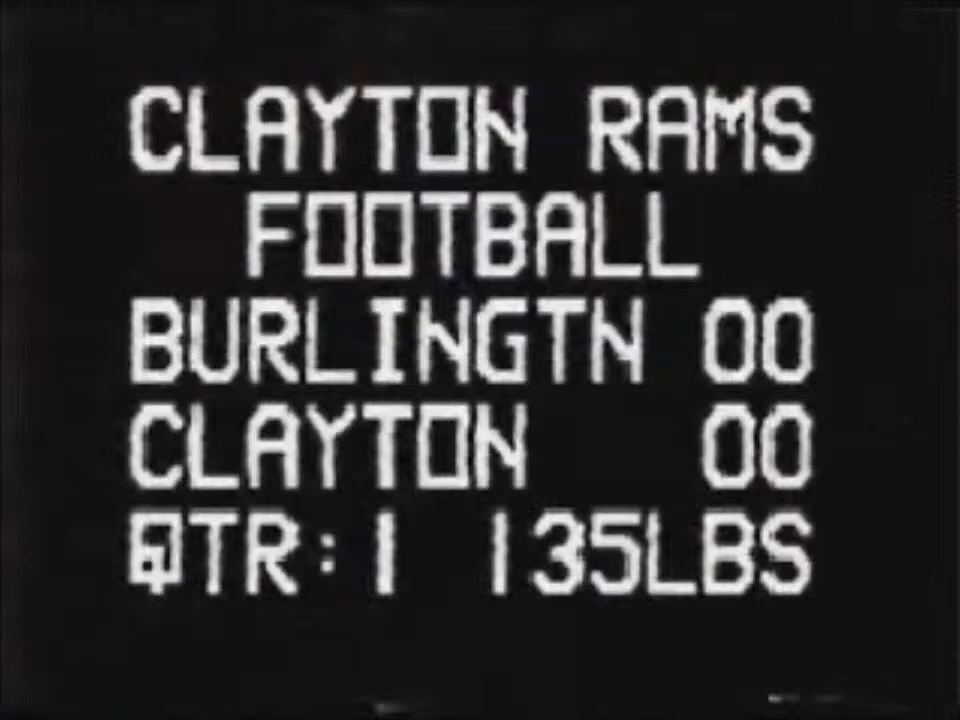 CLAYTON RAMS
FOOTBALL
BURLINGTN 00
CLAYTON 00
QTR:1 135LBS